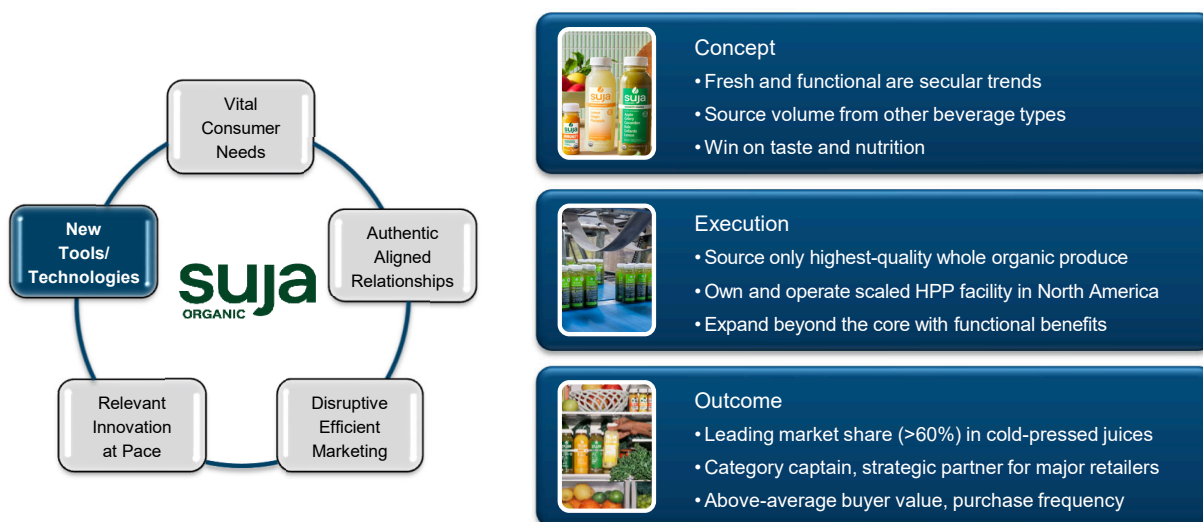 Vital
Consumer
Needs
New
Tools/
Technologies
Authentic
Aligned
Relationships
suja
ORGANIC
Relevant
Innovation
at Pace
Disruptive
Efficient
Marketing
suja
suja
Concept
• Fresh and functional are secular trends
• Source volume from other beverage types
• Win on taste and nutrition
Execution
• Source only highest-quality whole organic produce
• Own and operate scaled HPP facility in North America
• Expand beyond the core with functional benefits
Outcome
• Leading market share (>60%) in cold-pressed juices
• Category captain, strategic partner for major retailers
• Above-average buyer value, purchase frequency